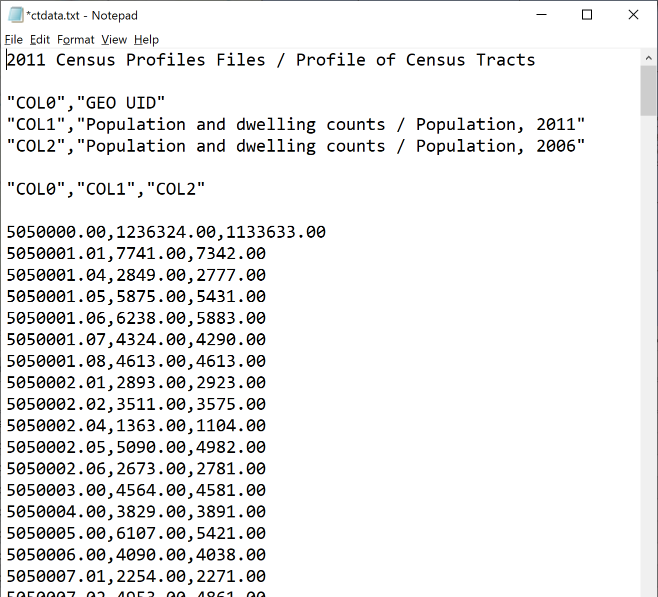 *ctdata.txt - Notepad
File Edit Format View Help
2011 Census Profiles Files / Profile of Census Tracts
"COL0","GEO UID"
"COL1","Population and dwelling counts / Population, 2011"
"COL2","Population and dwelling counts / Population, 2006"
"COL0","COL1","COL2"
5050000.00,1236324.00,1133633.00
5050001.01,7741.00,7342.00
5050001.04,2849.00,2777.00
5050001.05,5875.00,5431.00
5050001.06,6238.00,5883.00
5050001.07,4324.00,4290.00
5050001.08,4613.00,4613.00
5050002.01,2893.00,2923.00
5050002.02,3511.00,3575.00
5050002.04,1363.00,1104.00
5050002.05,5090.00,4982.00
5050002.06,2673.00,2781.00
5050003.00,4564.00,4581.00
5050004.00,3829.00,3891.00
5050005.00,6107.00,5421.00
5050006.00,4090.00,4038.00
5050007.01,2254.00,2271.00
5050007.02,4953.00,4861.00